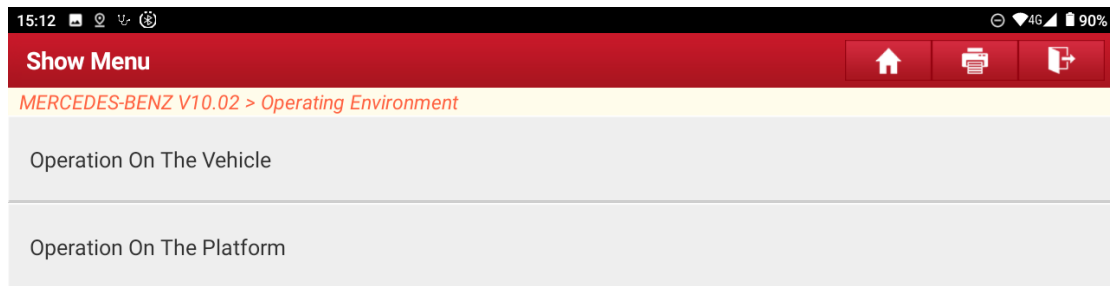 15:12 4G 90%
Show Menu
MERCEDES-BENZ V10.02 > Operating Environment
Operation On The Vehicle
Operation On The Platform